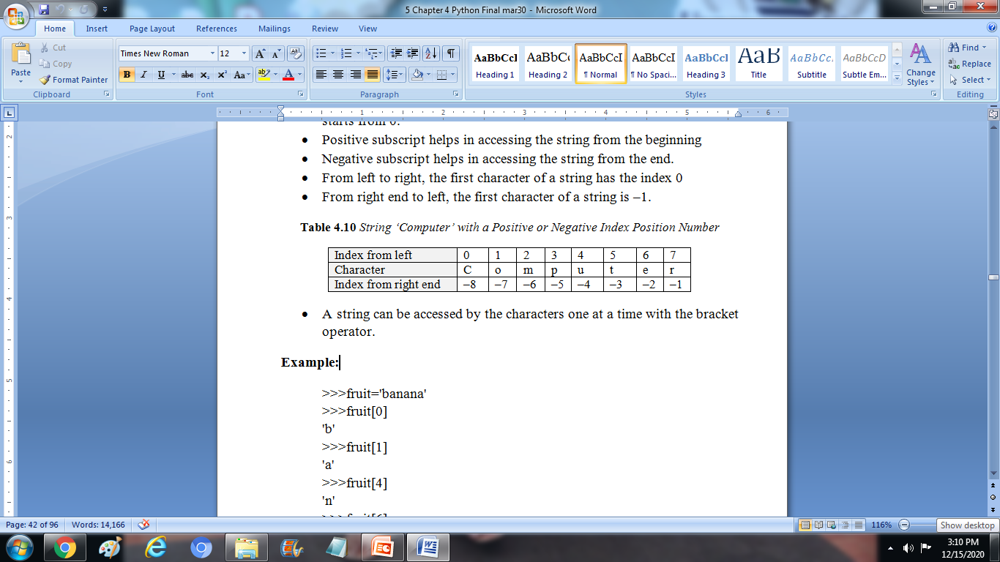 5 Chapter 4 Python Final mar30 - Microsoft Word
Home Insert Page Layout References Mailings Review View
Paste
Cut
Copy
Format Painter
Clipboard
Times New Roman 12
B I U abc x₂ x² Aa
Font
Paragraph
AaBbCcI AaBbCc AaBbCcI AaBbCcI AaBbCcI AaB AaBbCc. AaBbCcD
Heading 1 Heading 2 ¶ Normal ¶ No Spaci... Heading 3 Title Subtitle Subtle Em...
Change Styles
Styles
Find
Replace
Select
Editing
starts from 0.
• Positive subscript helps in accessing the string from the beginning
• Negative subscript helps in accessing the string from the end.
• From left to right, the first character of a string has the index 0
• From right end to left, the first character of a string is –1.
Table 4.10 String ‘Computer’ with a Positive or Negative Index Position Number
Index from left 0 1 2 3 4 5 6 7
Character C o m p u t e r
Index from right end –8 –7 –6 –5 –4 –3 –2 –1
• A string can be accessed by the characters one at a time with the bracket
operator.
Example:
>>>fruit='banana'
>>>fruit[0]
'b'
>>>fruit[1]
'a'
>>>fruit[4]
'n'
Page: 42 of 96 Words: 14,166 116%
Show desktop
3:10 PM
12/15/2020